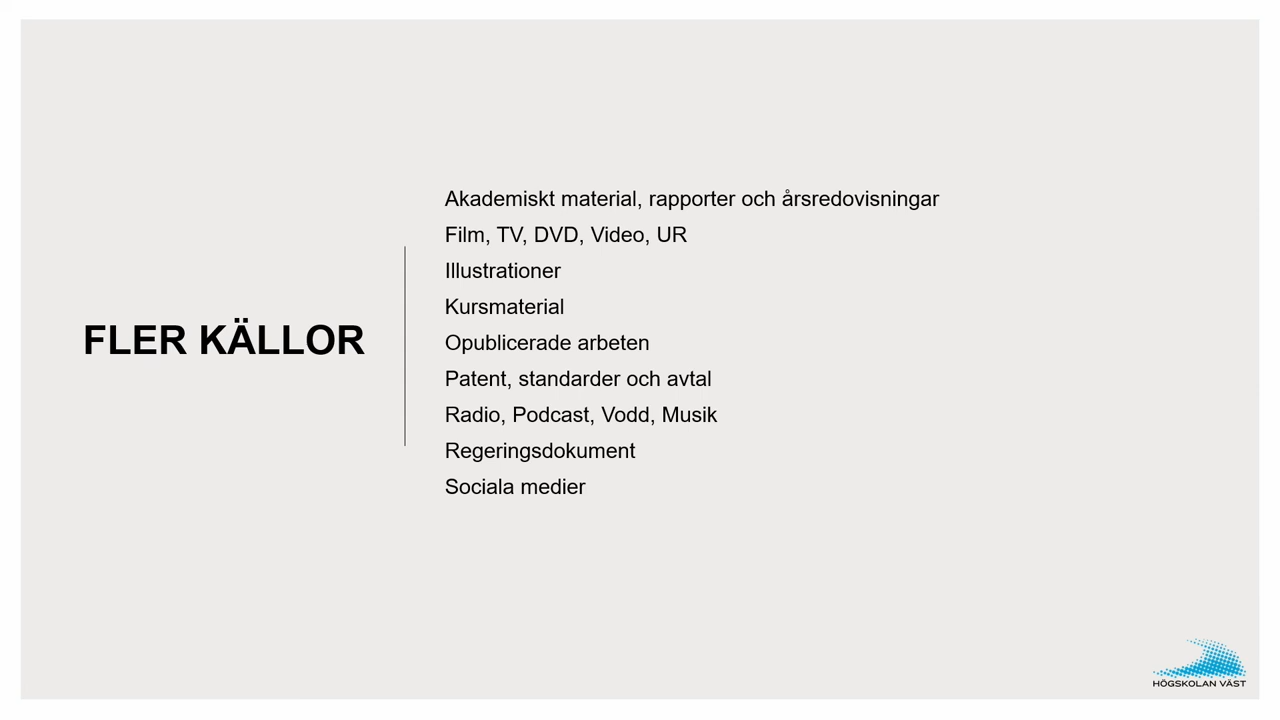 FLER KÄLLOR
Akademiskt material, rapporter och årsredovisningar
Film, TV, DVD, Video, UR
Illustrationer
Kursmaterial
Opublicerade arbeten
Patent, standarder och avtal
Radio, Podcast, Vodd, Musik
Regeringsdokument
Sociala medier
HÖGSKOLAN VÄST